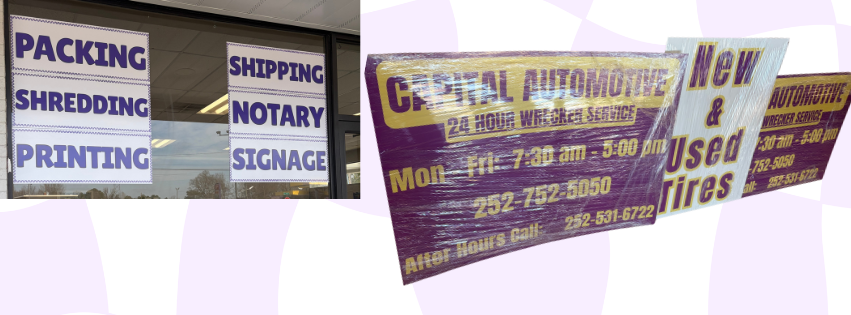 PACKING
SHREDDING
PRINTING
SHIPPING
NOTARY
SIGNAGE
CAPITAL AUTOMOTIVE
24 HOUR WRECKER SERVICE
Mon - Fri: 7:30 am - 5:00 pm
252-752-5050
After Hours Call: 252-531-6722
New
&
Used
Tires
AUTOMOTIVE
WRECKER SERVICE
7:30 am - 5:00 pm
752-5050
252-531-6722